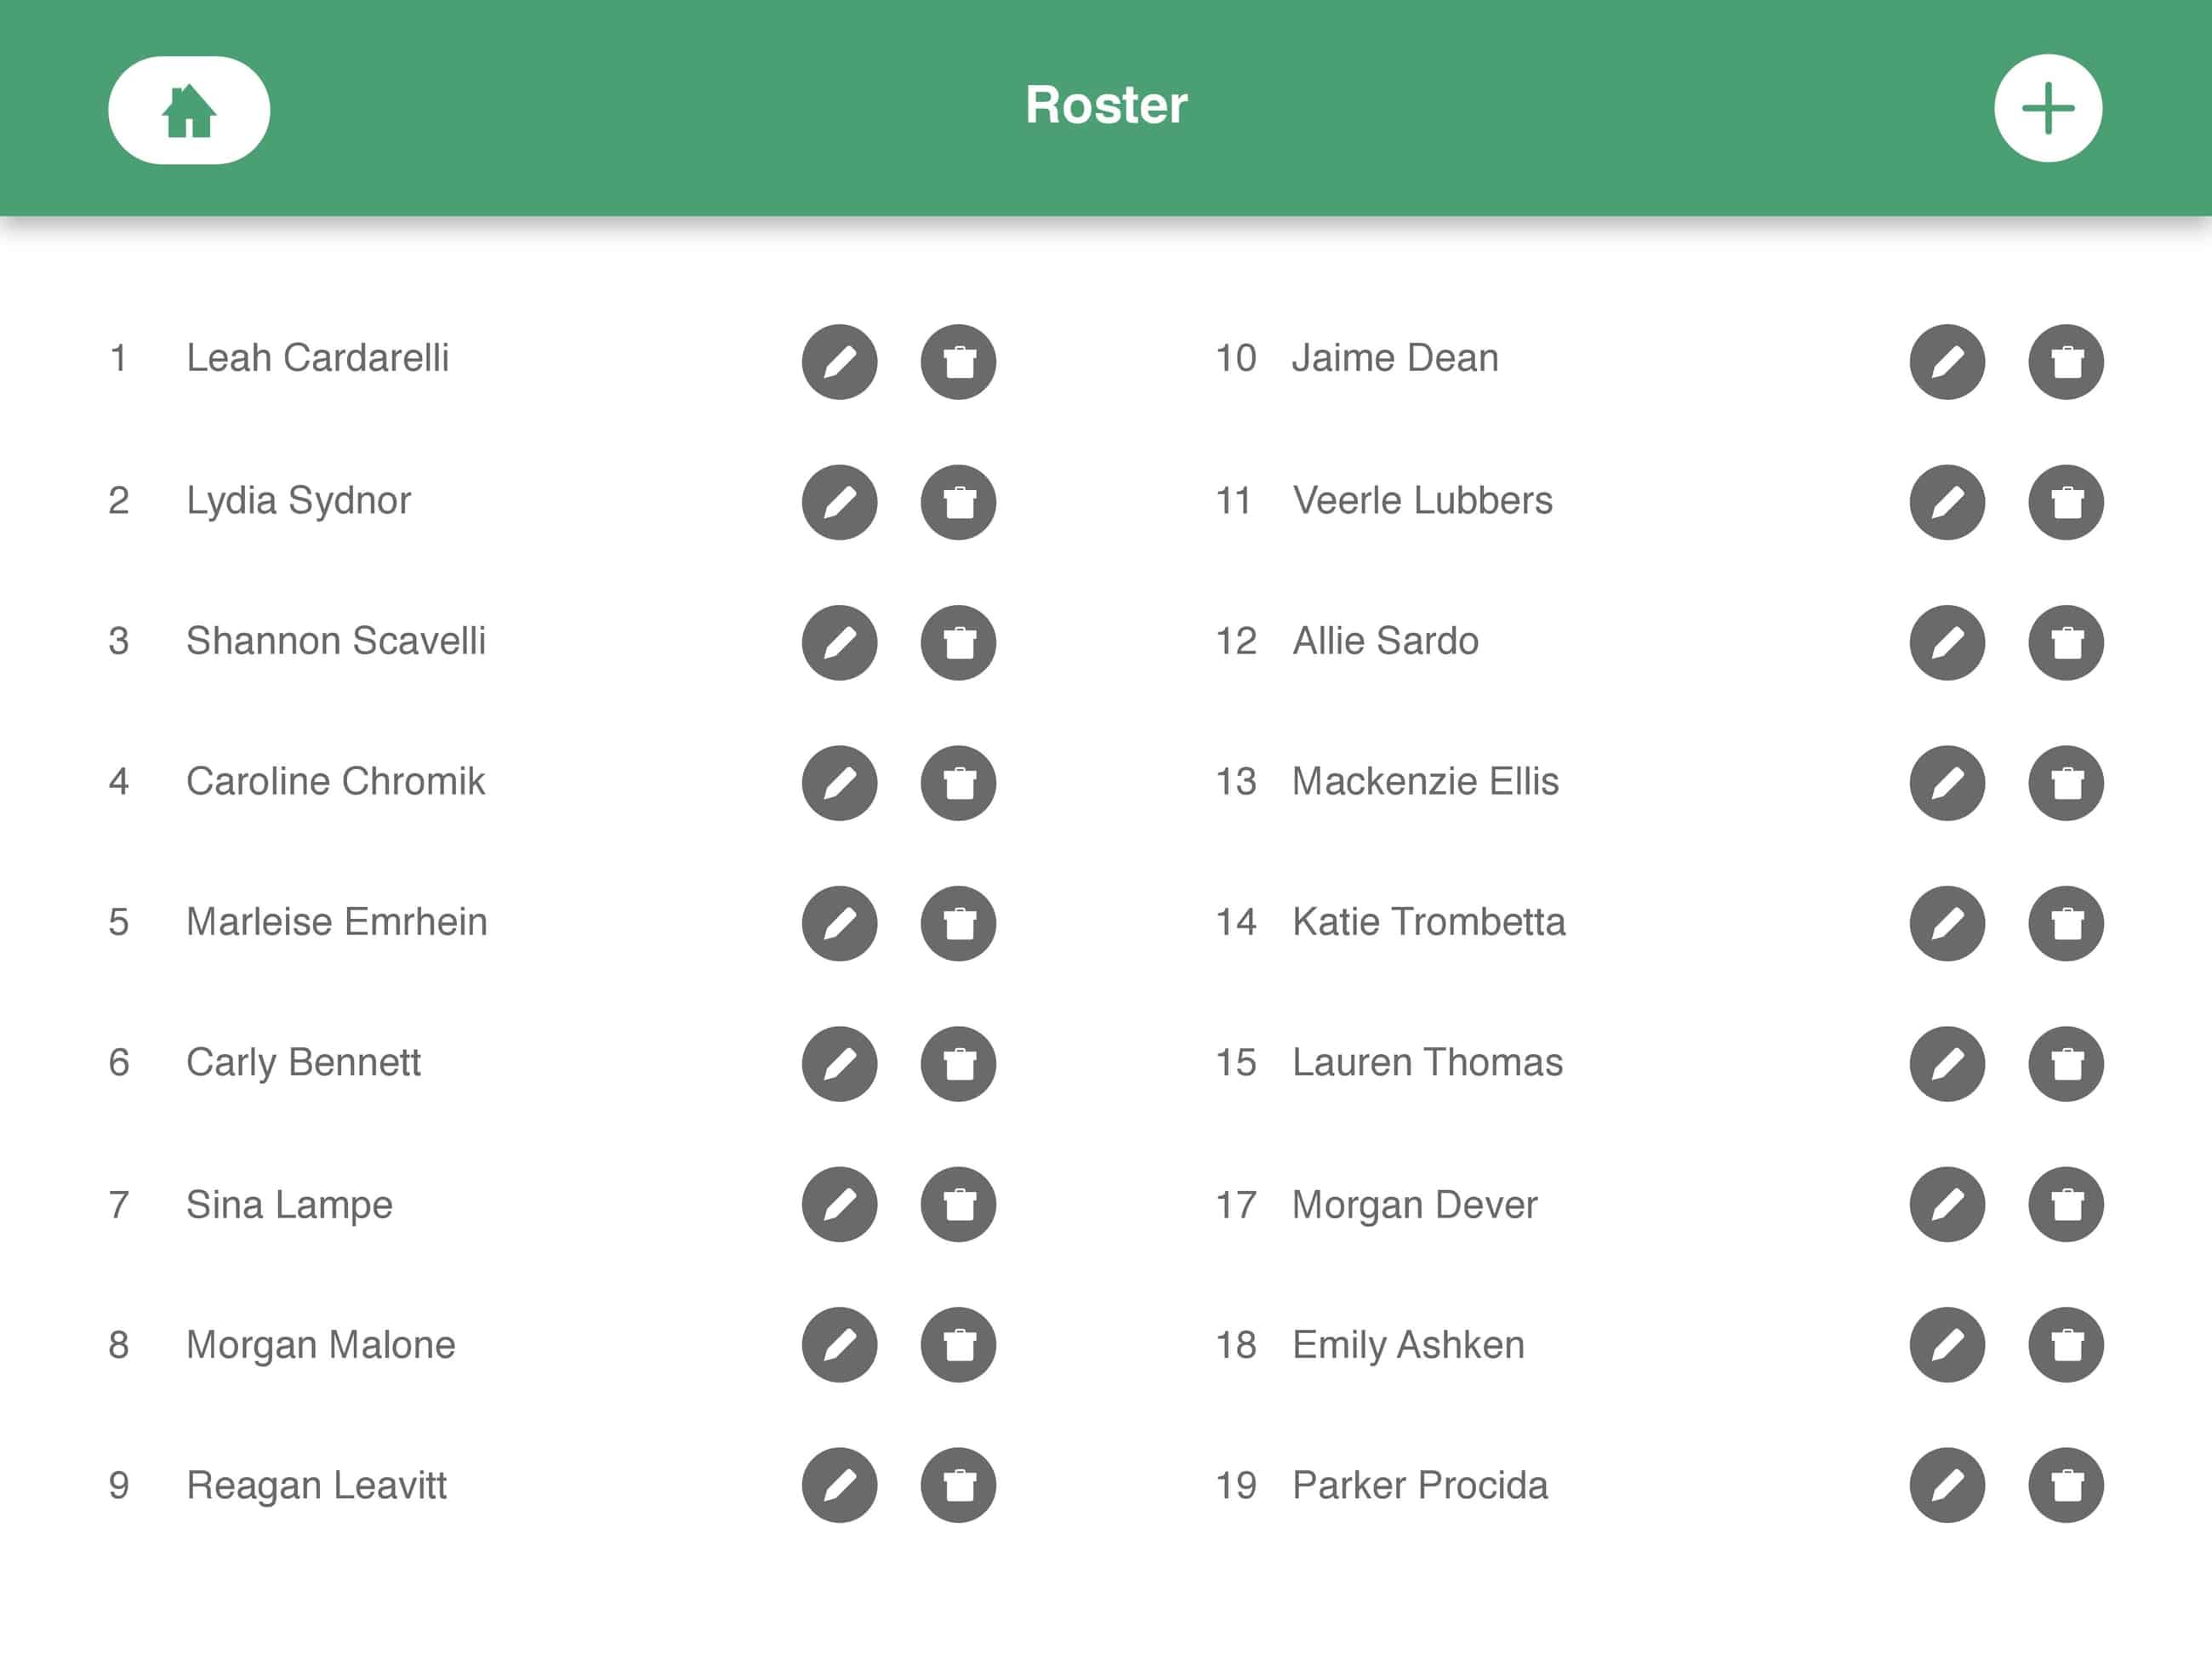 Roster
1 Leah Cardarelli
2 Lydia Sydnor
3 Shannon Scavelli
4 Caroline Chromik
5 Marleise Emrhein
6 Carly Bennett
7 Sina Lampe
8 Morgan Malone
9 Reagan Leavitt
10 Jaime Dean
11 Veerle Lubbers
12 Allie Sardo
13 Mackenzie Ellis
14 Katie Trombetta
15 Lauren Thomas
17 Morgan Dever
18 Emily Ashken
19 Parker Procida